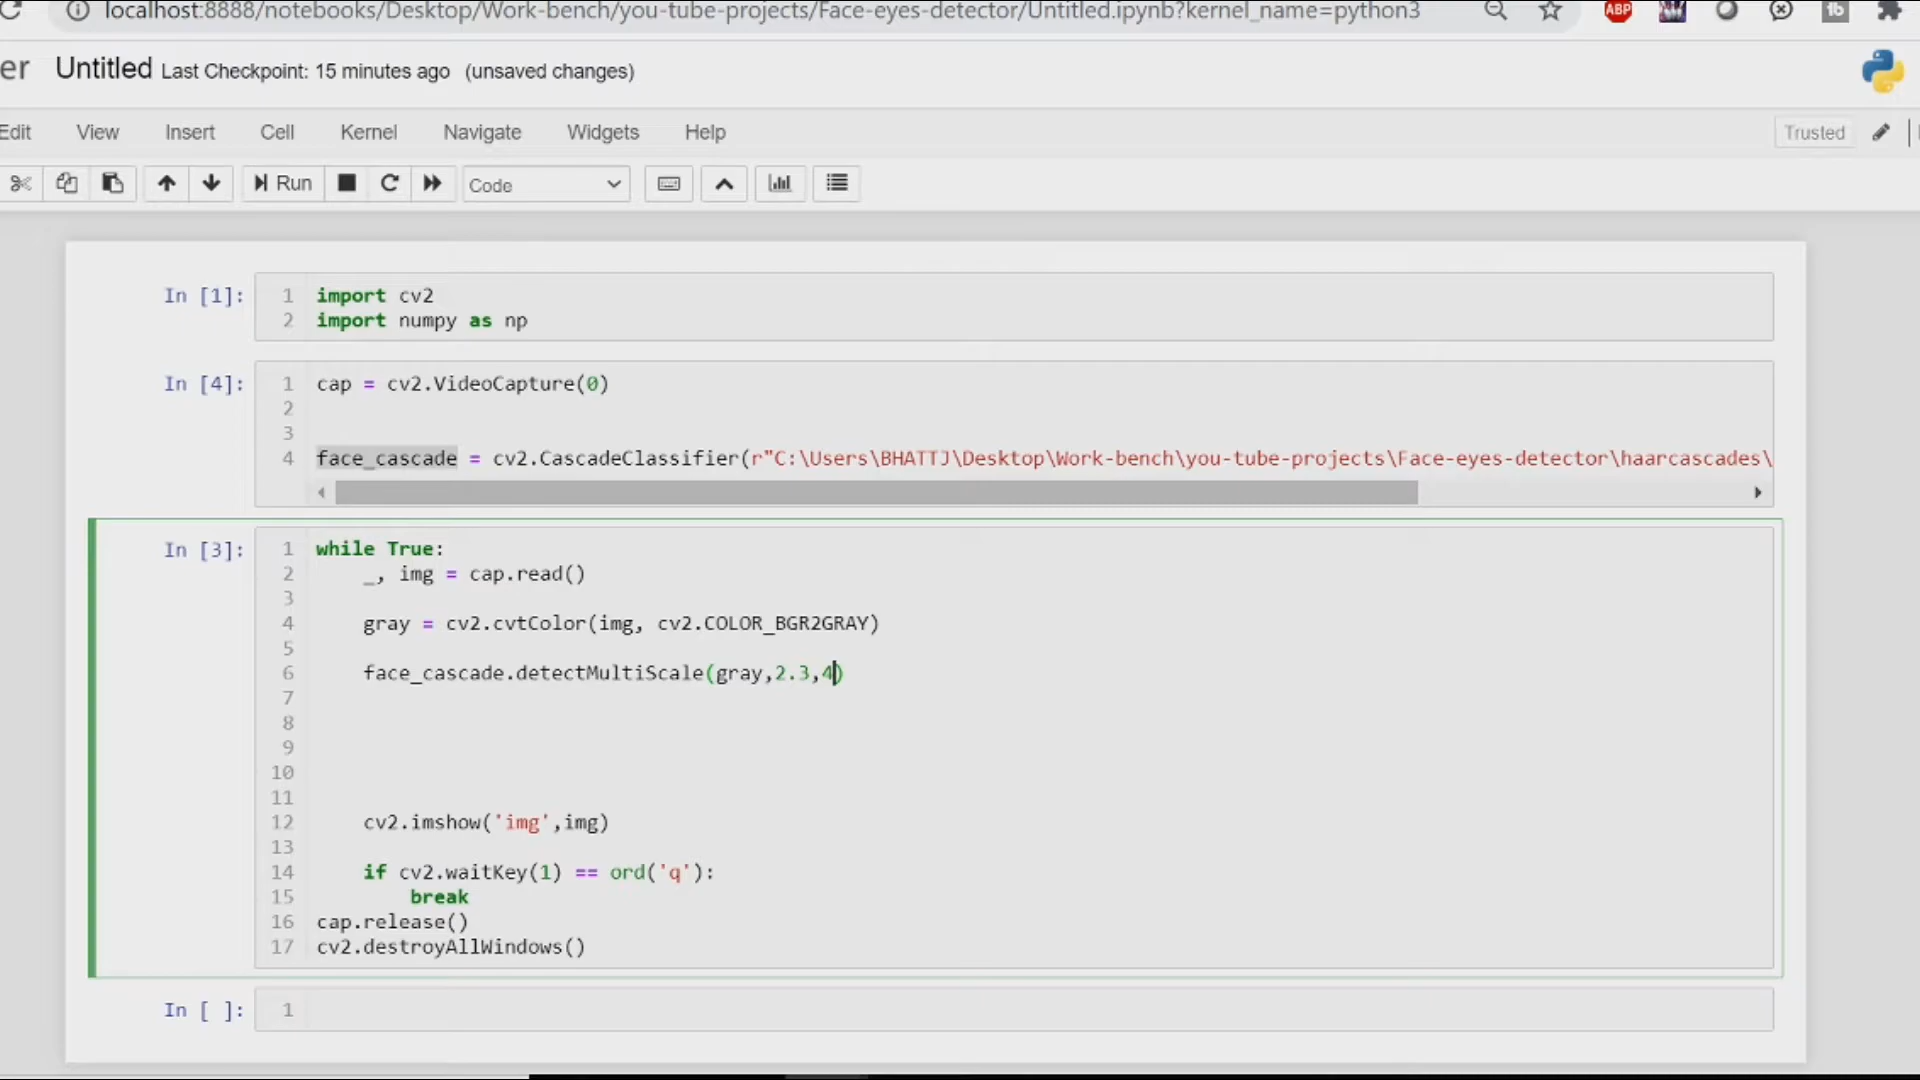 localhost:8888/notebooks/Desktop/Work-bench/you-tube-projects/Face-eyes-detector/Untitled.ipynb?kernel_name=python3
ABP
tb
er Untitled Last Checkpoint: 15 minutes ago (unsaved changes)
Edit View Insert Cell Kernel Navigate Widgets Help Trusted
Run Code
In [1]:
1 import cv2
2 import numpy as np
In [4]:
1 cap = cv2.VideoCapture(0)
2
3
4 face_cascade = cv2.CascadeClassifier(r"C:\Users\BHATTJ\Desktop\Work-bench\you-tube-projects\Face-eyes-detector\haarcascades\
In [3]:
1 while True:
2 _, img = cap.read()
3
4 gray = cv2.cvtColor(img, cv2.COLOR_BGR2GRAY)
5
6 face_cascade.detectMultiScale(gray,2.3,4)
7
8
9
10
11
12 cv2.imshow('img',img)
13
14 if cv2.waitKey(1) == ord('q'):
15 break
16 cap.release()
17 cv2.destroyAllWindows()
In [ ]:
1